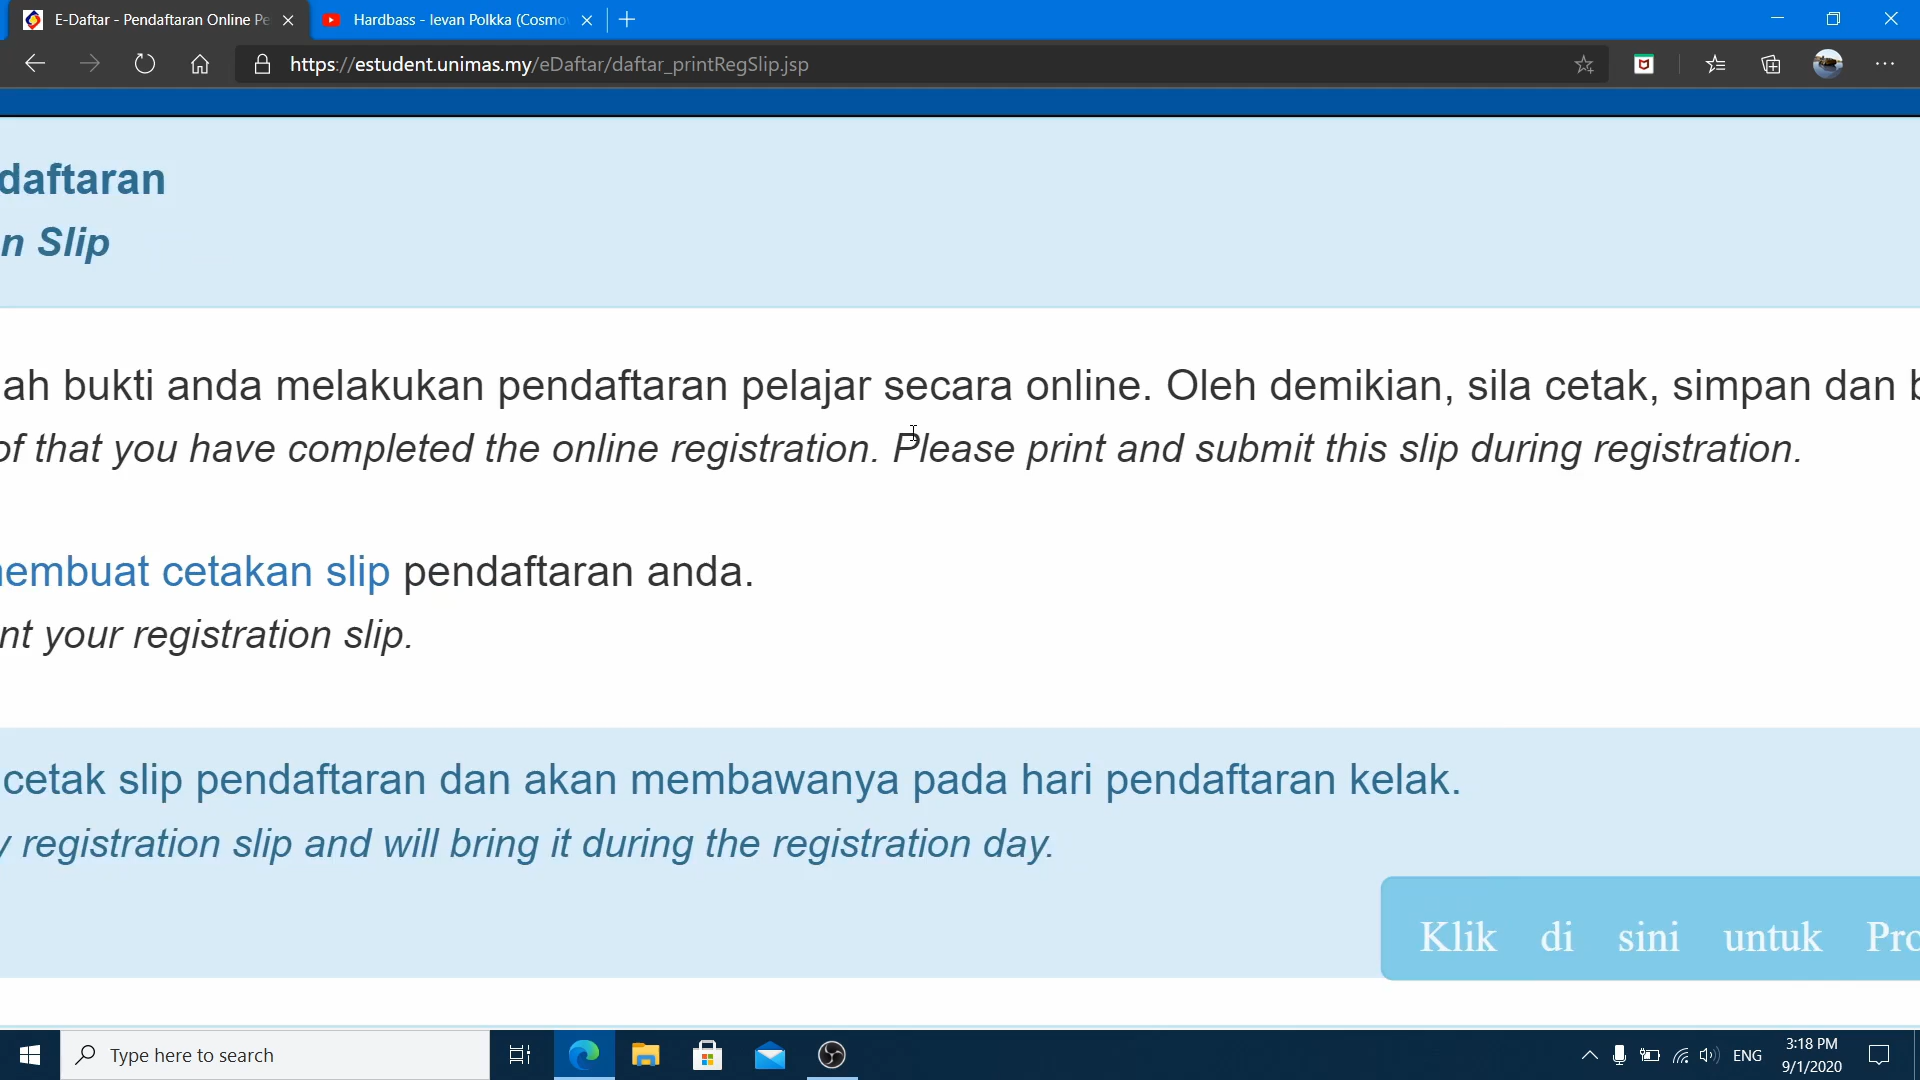 E-Daftar - Pendaftaran Online Pe
Hardbass - Ievan Polkka (Cosmo
https://estudent.unimas.my/eDaftar/daftar_printRegSlip.jsp
daftaran
n Slip
ah bukti anda melakukan pendaftaran pelajar secara online. Oleh demikian, sila cetak, simpan dan b
of that you have completed the online registration. Please print and submit this slip during registration.
embuat cetakan slip pendaftaran anda.
nt your registration slip.
cetak slip pendaftaran dan akan membawanya pada hari pendaftaran kelak.
y registration slip and will bring it during the registration day.
Klik di sini untuk Pro
Type here to search
ENG
3:18 PM
9/1/2020